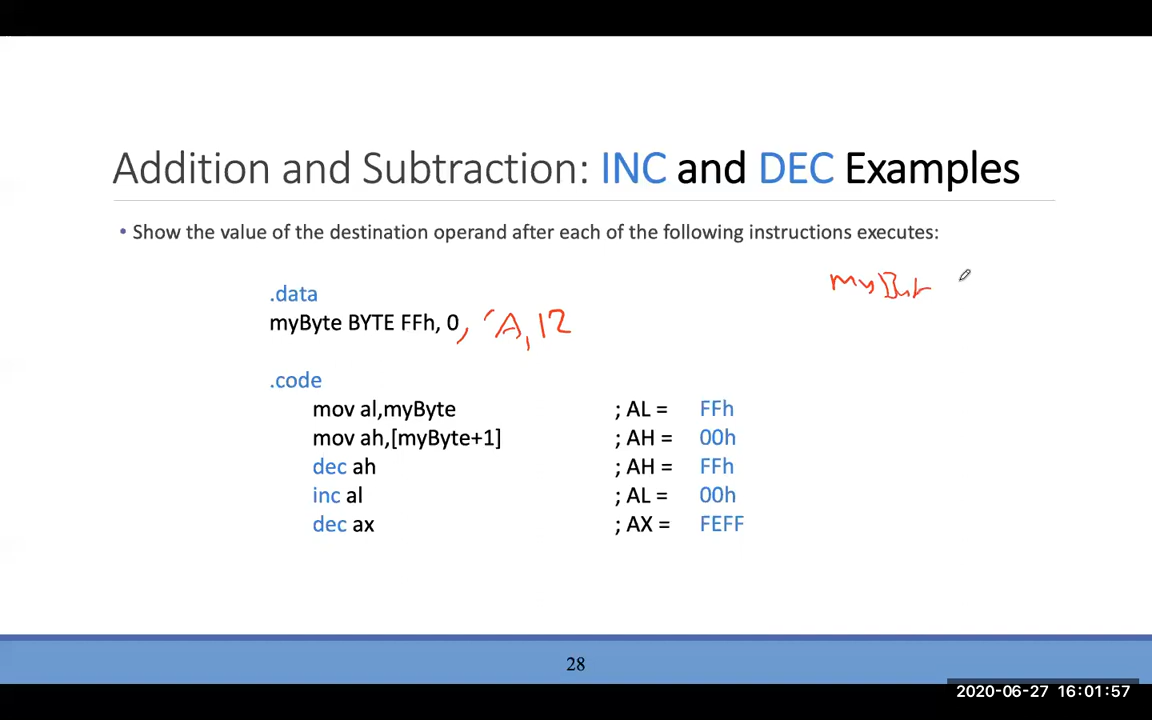 Addition and Subtraction: INC and DEC Examples
• Show the value of the destination operand after each of the following instructions executes:
.data
myByte BYTE FFh, 0, 'A, 12
.code
mov al,myByte ; AL = FFh
mov ah,[myByte+1] ; AH = 00h
dec ah ; AH = FFh
inc al ; AL = 00h
dec ax ; AX = FEFF
28
2020-06-27 16:01:57